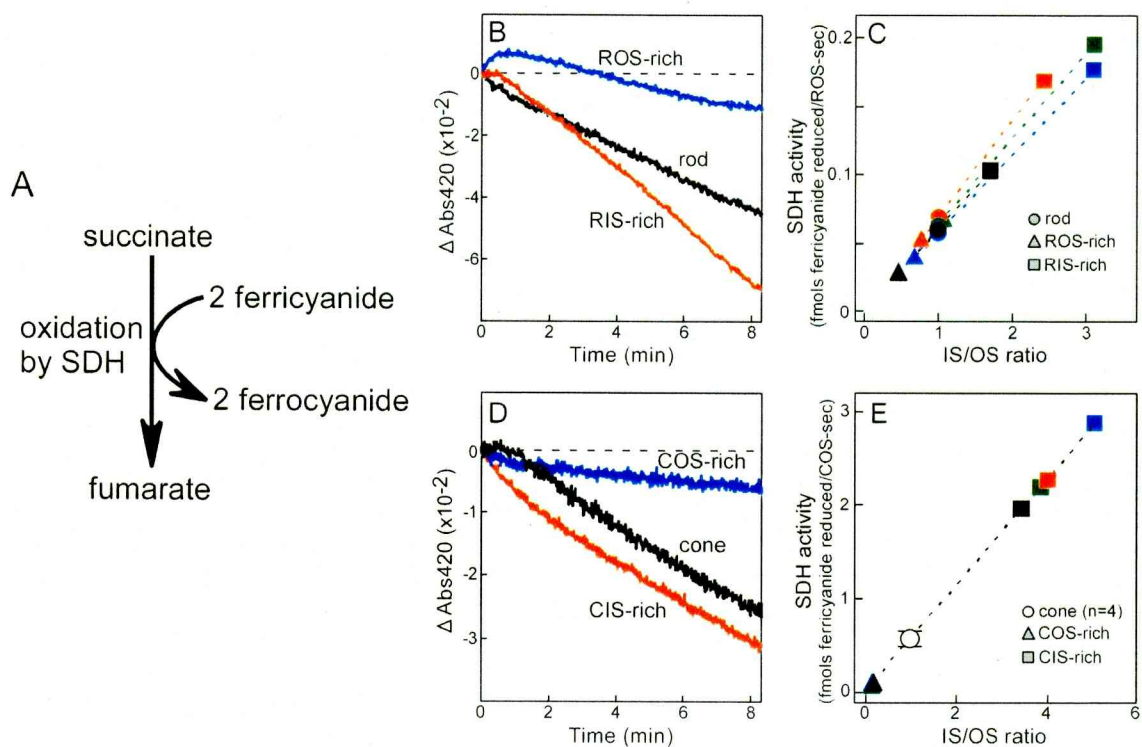 A
succinate
2 ferricyanide
oxidation
by SDH
2 ferrocyanide
fumarate
B
ROS-rich
rod
RIS-rich
Δ Abs420 (x10-2)
0
-2
-4
-6
0 2 4 6 8
Time (min)
C
SDH activity
(fmols ferricyanide reduced/ROS-sec)
0.2
0.1
0
rod
ROS-rich
RIS-rich
0 1 2 3
IS/OS ratio
D
COS-rich
cone
CIS-rich
Δ Abs420 (x10-2)
0
-1
-2
-3
0 2 4 6 8
Time (min)
E
SDH activity
(fmols ferricyanide reduced/COS-sec)
3
2
1
0
cone (n=4)
COS-rich
CIS-rich
0 2 4 6
IS/OS ratio